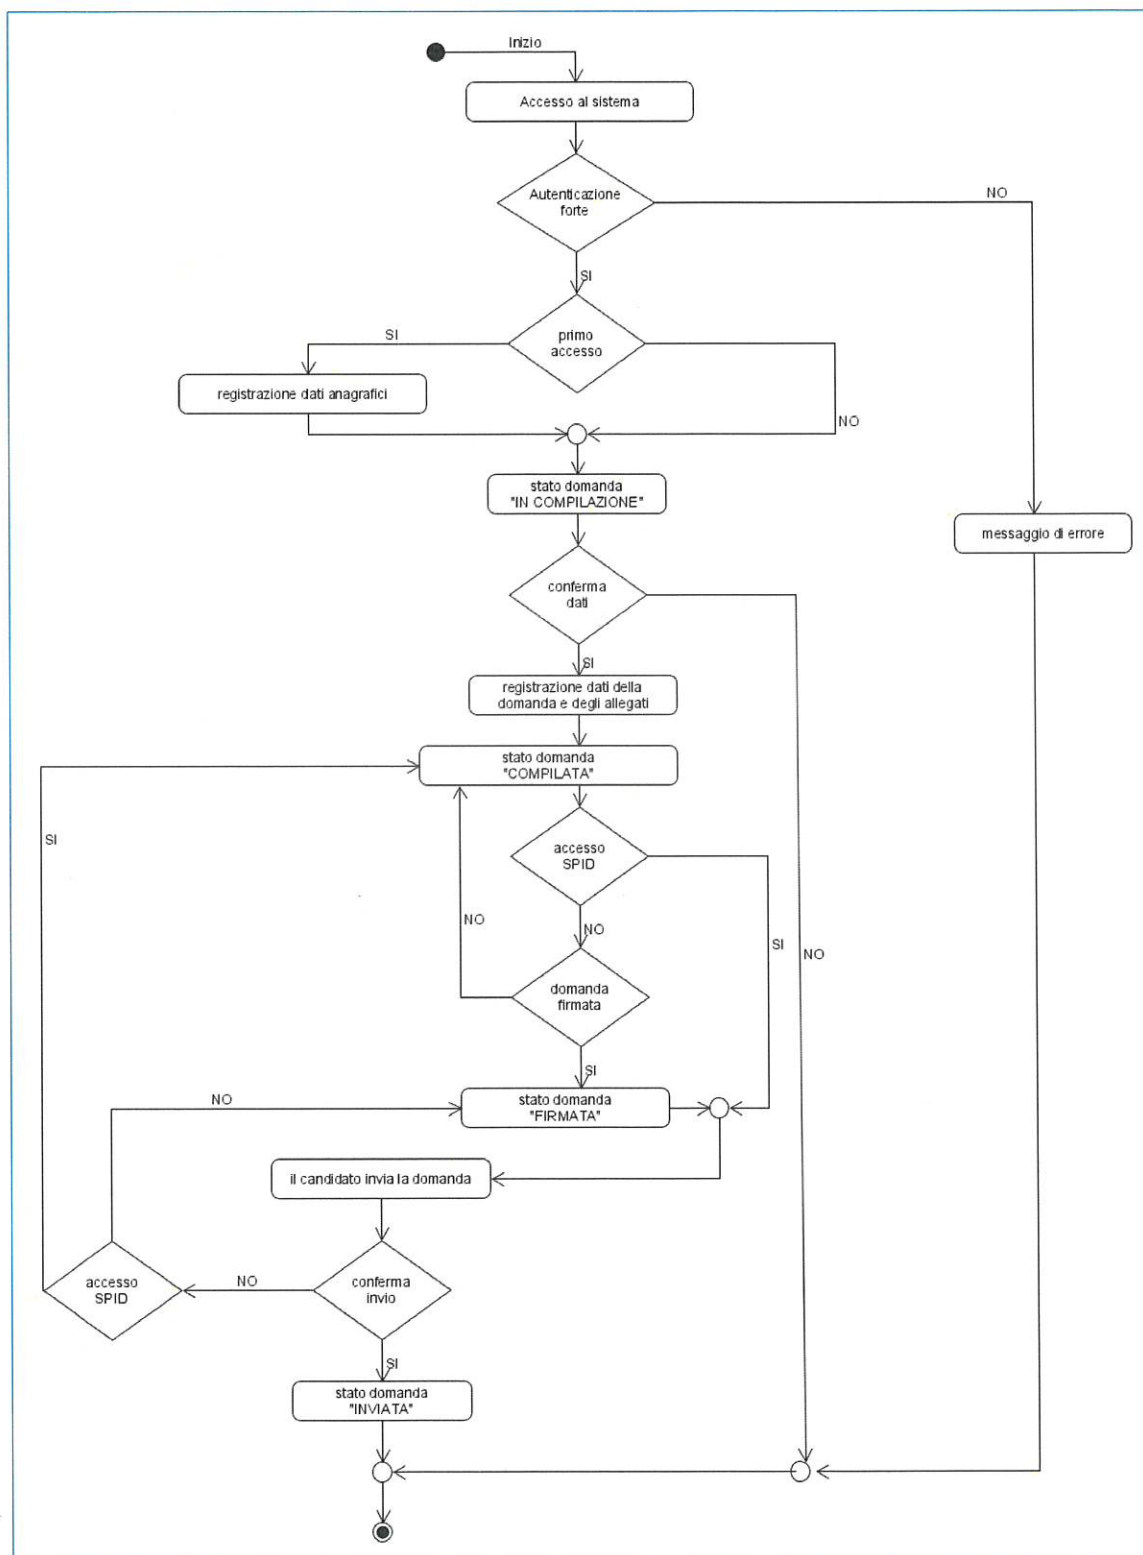 Inizio
Accesso al sistema
Autenticazione
forte
NO
SI
primo
accesso
SI
registrazione dati anagrafici
NO
stato domanda
"IN COMPILAZIONE"
messaggio di errore
conferma
dati
SI
registrazione dati della
domanda e degli allegati
stato domanda
"COMPILATA"
SI
accesso
SPID
NO
NO
SI
NO
domanda
firmata
SI
NO
stato domanda
"FIRMATA"
il candidato invia la domanda
accesso
SPID
NO
conferma
invio
SI
stato domanda
"INVIATA"